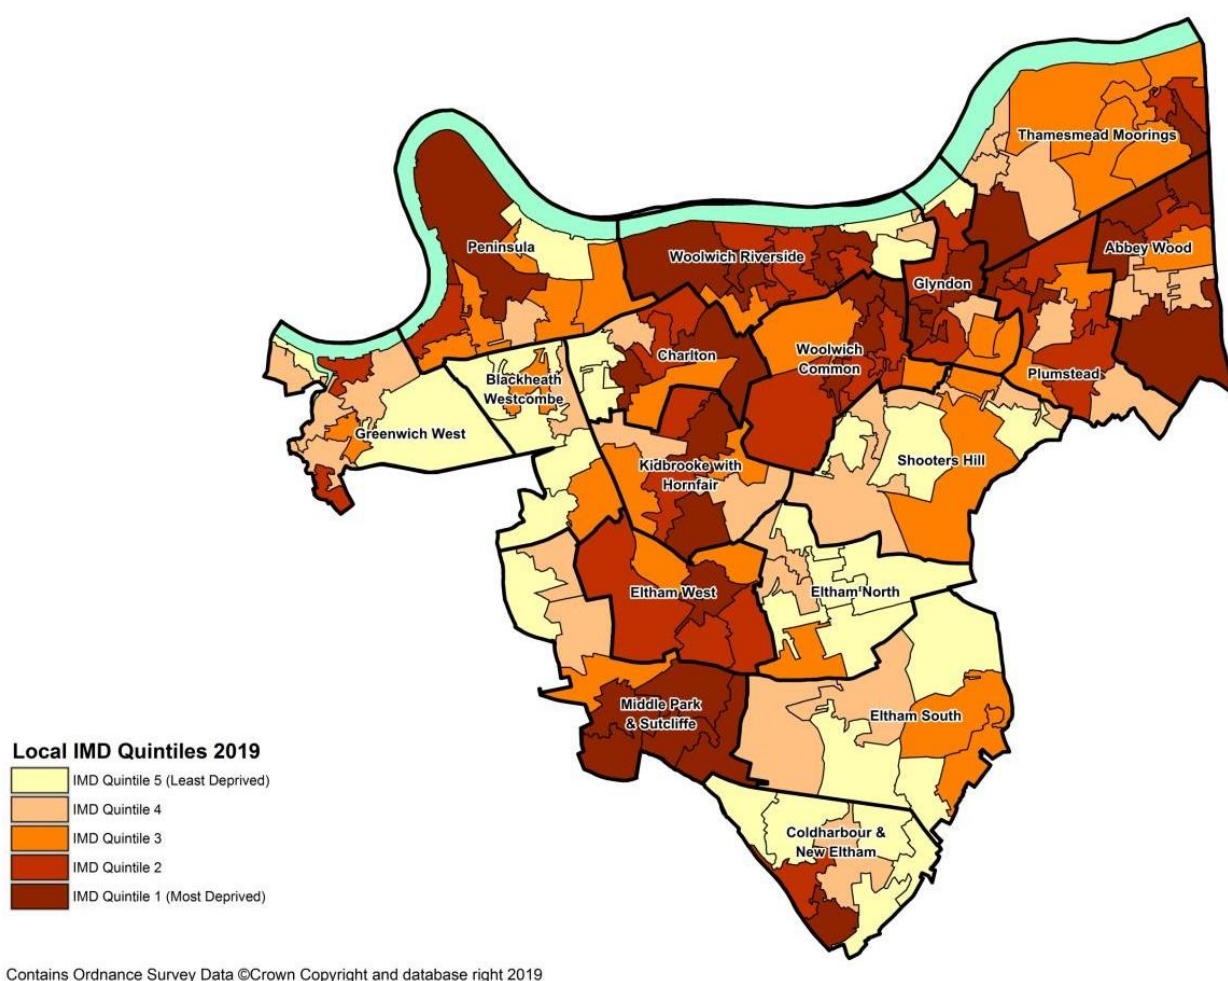 Thamesmead Moorings
Abbey Wood
Peninsula
Woolwich Riverside
Glyndon
Charlton
Woolwich
Common
Plumstead
Blackheath
Westcombe
Greenwich West
Shooters Hill
Kidbrooke with
Hornfair
Eltham West
Eltham North
Middle Park
& Sutcliffe
Eltham South
Local IMD Quintiles 2019
IMD Quintile 5 (Least Deprived)
IMD Quintile 4
IMD Quintile 3
IMD Quintile 2
IMD Quintile 1 (Most Deprived)
Coldharbour &
New Eltham
Contains Ordnance Survey Data ©Crown Copyright and database right 2019